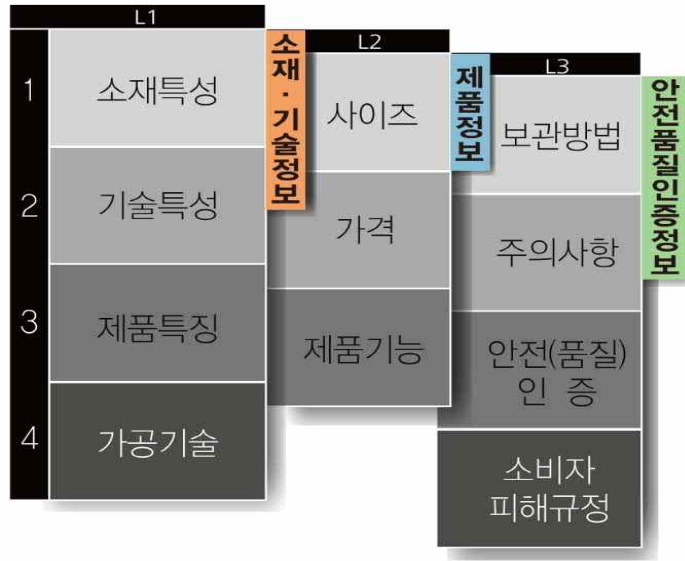 L1
1
소재특성
2
기술특성
3
제품특징
4
가공기술
소재·기술정보
L2
사이즈
가격
제품기능
제품정보
L3
보관방법
주의사항
안전(품질)
인 증
소비자
피해규정
안전품질인증정보